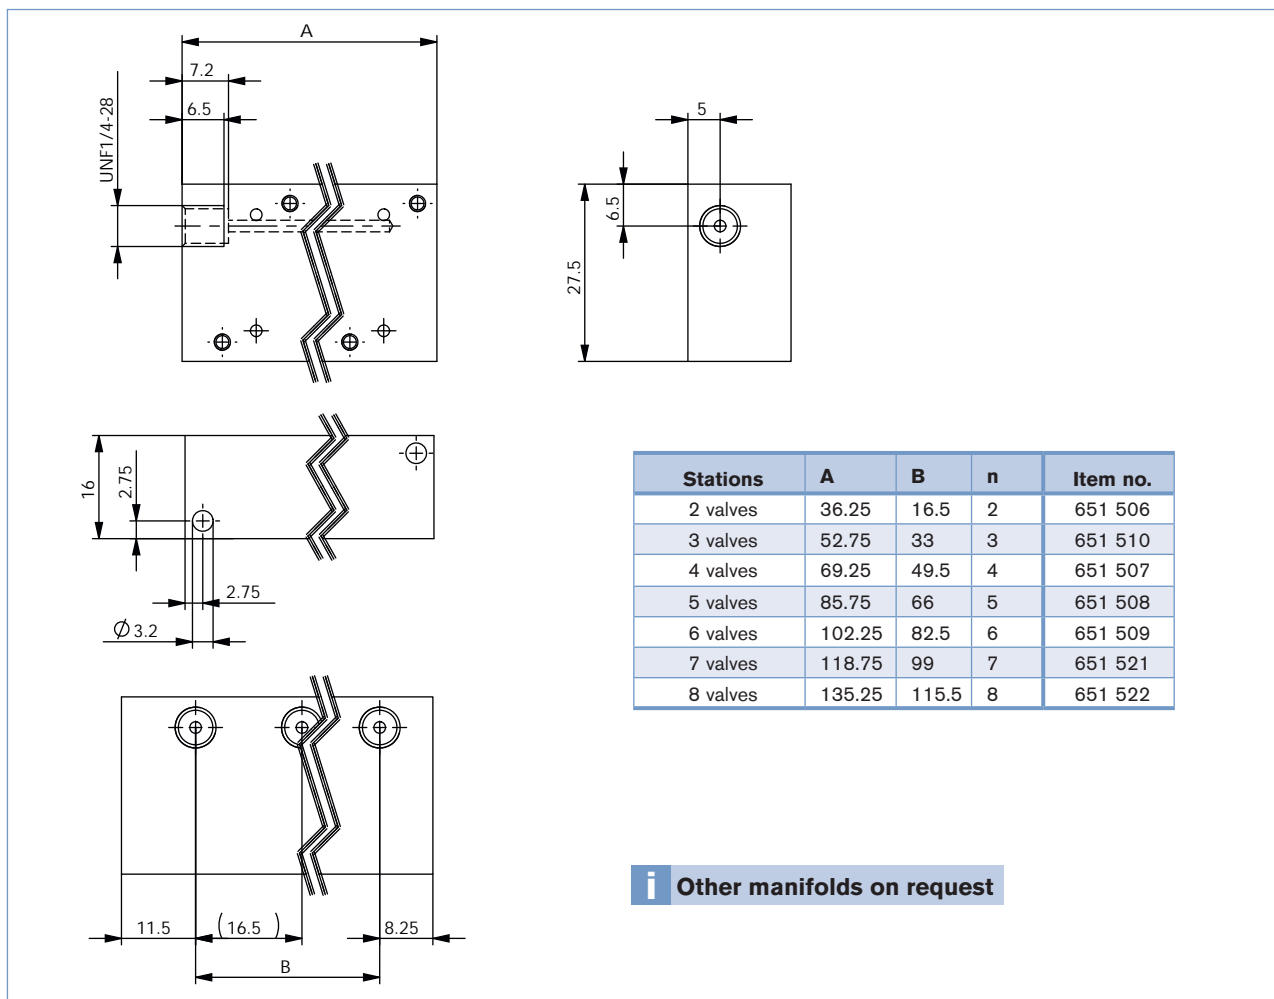 A
7.2
6.5
UNF1/4-28
5
6.5
27.5
16
2.75
2.75
Ø 3.2
Stations A B n Item no.
2 valves 36.25 16.5 2 651 506
3 valves 52.75 33 3 651 510
4 valves 69.25 49.5 4 651 507
5 valves 85.75 66 5 651 508
6 valves 102.25 82.5 6 651 509
7 valves 118.75 99 7 651 521
8 valves 135.25 115.5 8 651 522
i Other manifolds on request
11.5 (16.5) 8.25
B